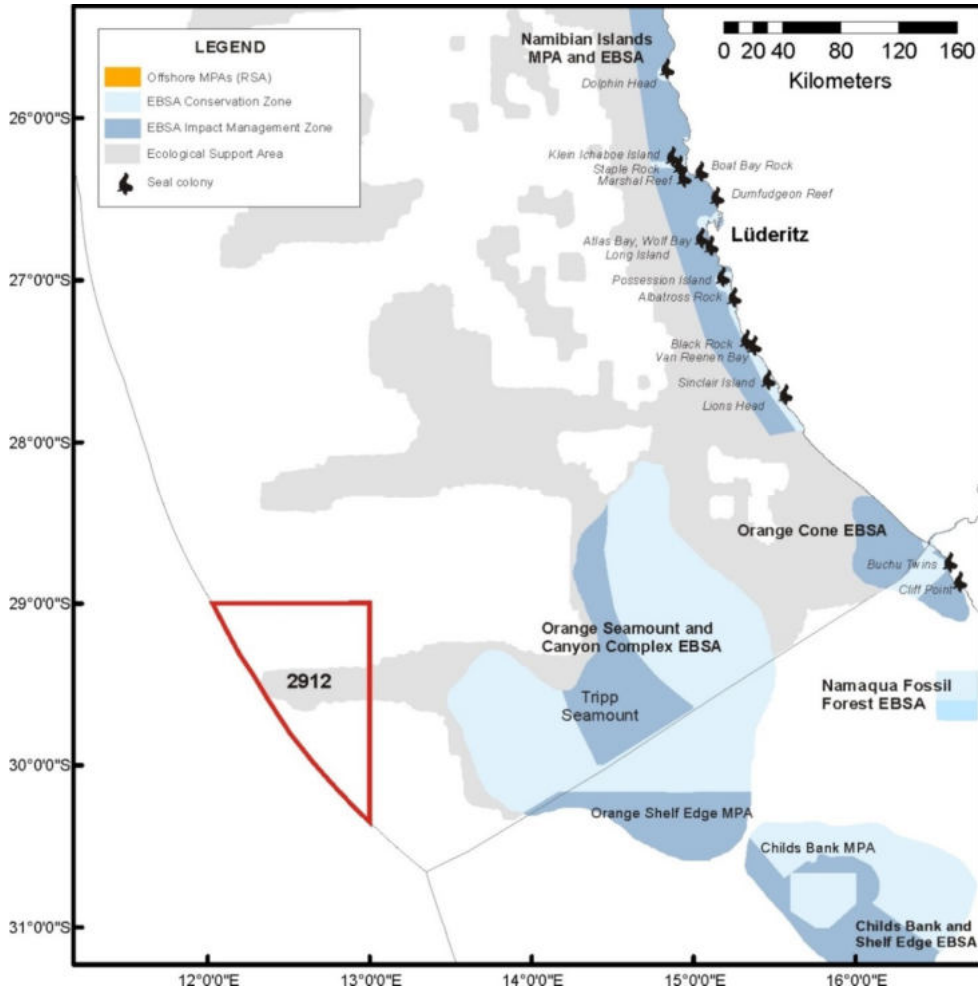 LEGEND
Offshore MPAs (RSA)
EBSA Conservation Zone
EBSA Impact Management Zone
Ecological Support Area
Seal colony
0 20 40 80 120 160
Kilometers
Namibian Islands
MPA and EBSA
Dolphin Head
Klein Ichaboe Island
Staple Rock
Marshal Reef
Boat Bay Rock
Dumfudgeon Reef
Lüderitz
Atlas Bay, Wolf Bay
Long Island
Possession Island
Albatross Rock
Black Rock
Van Reenen Bay
Sinclair Island
Lions Head
Orange Cone EBSA
Buchu Twins
Cliff Point
Orange Seamount and
Canyon Complex EBSA
2912
Tripp
Seamount
Namaqua Fossil
Forest EBSA
Orange Shelf Edge MPA
Childs Bank MPA
Childs Bank and
Shelf Edge EBSA
26°0'0"S
27°0'0"S
28°0'0"S
29°0'0"S
30°0'0"S
31°0'0"S
12°0'0"E
13°0'0"E
14°0'0"E
15°0'0"E
16°0'0"E